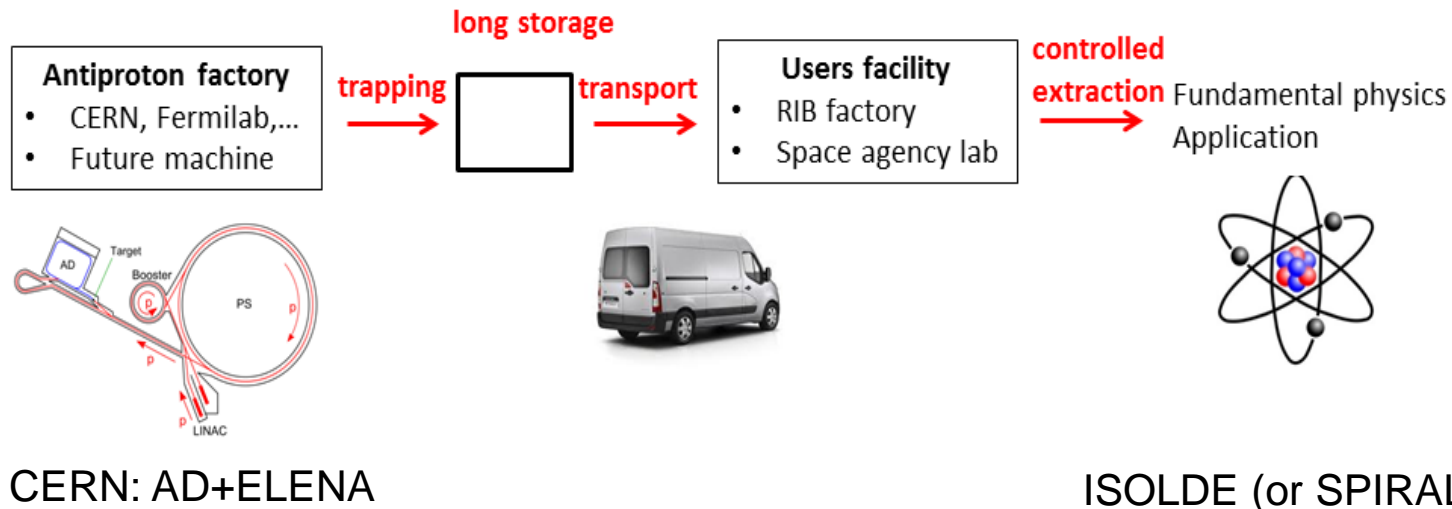 long storage
Antiproton factory
• CERN, Fermilab,...
• Future machine
trapping
transport
Users facility
• RIB factory
• Space agency lab
controlled
extraction
Fundamental physics
Application
AD
Target
Booster
p
PS
p
p
p
LINAC
CERN: AD+ELENA
ISOLDE (or SPIRAL